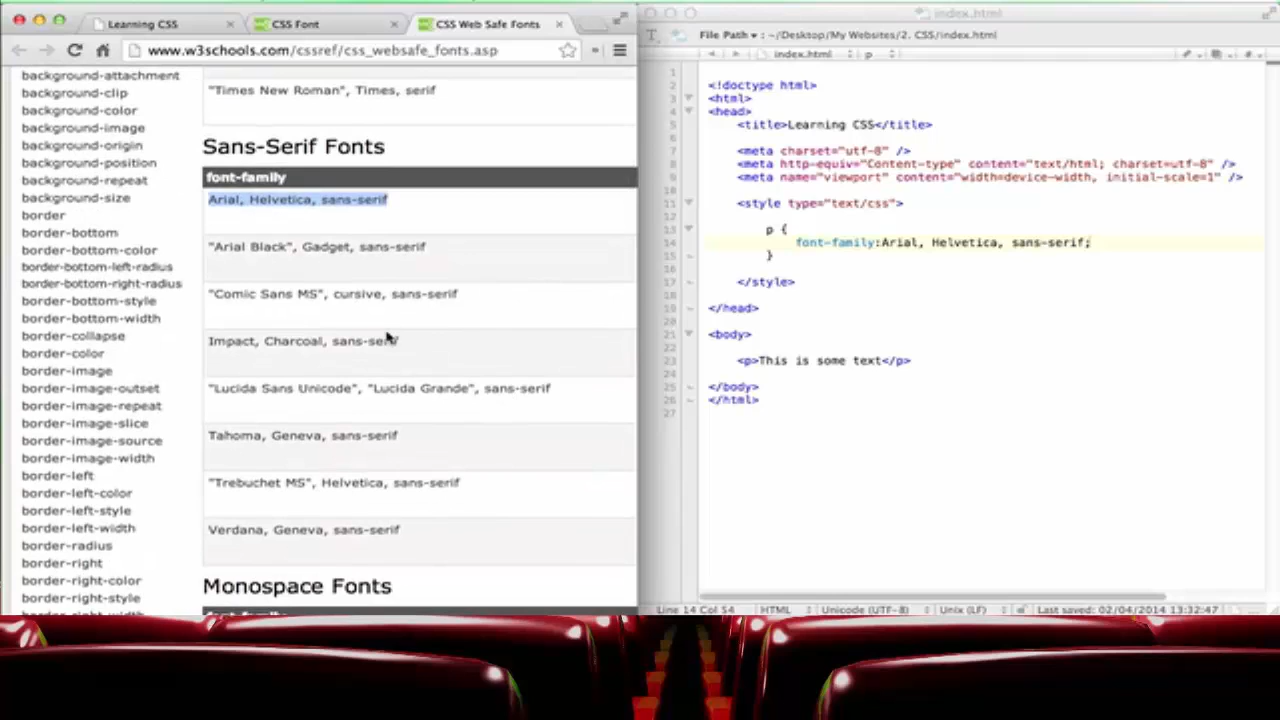 Learning CSS
CSS Font
CSS Web Safe Fonts
www.w3schools.com/cssref/css_websafe_fonts.asp
background-attachment
background-clip
background-color
background-image
background-origin
background-position
background-repeat
background-size
border
border-bottom
border-bottom-color
border-bottom-left-radius
border-bottom-right-radius
border-bottom-style
border-bottom-width
border-collapse
border-color
border-image
border-image-outset
border-image-repeat
border-image-slice
border-image-source
border-image-width
border-left
border-left-color
border-left-style
border-left-width
border-radius
border-right
border-right-color
border-right-style
border-right-width
"Times New Roman", Times, serif
Sans-Serif Fonts
font-family
Arial, Helvetica, sans-serif
"Arial Black", Gadget, sans-serif
"Comic Sans MS", cursive, sans-serif
Impact, Charcoal, sans-serif
"Lucida Sans Unicode", "Lucida Grande", sans-serif
Tahoma, Geneva, sans-serif
"Trebuchet MS", Helvetica, sans-serif
Verdana, Geneva, sans-serif
Monospace Fonts
font-family
index.html
File Path ▾ : ~/Desktop/My Websites/2. CSS/index.html
index.html p
1
2 <!doctype html>
3 <html>
4 <head>
5 <title>Learning CSS</title>
6
7 <meta charset="utf-8" />
8 <meta http-equiv="Content-type" content="text/html; charset=utf-8" />
9 <meta name="viewport" content="width=device-width, initial-scale=1" />
10
11 <style type="text/css">
12
13 p {
14 font-family:Arial, Helvetica, sans-serif;
15 }
16
17 </style>
18
19 </head>
20
21 <body>
22
23 <p>This is some text</p>
24
25 </body>
26 </html>
27
Line 14 Col 54 HTML Unicode (UTF-8) Unix (LF) Last saved: 02/04/2014 13:32:47